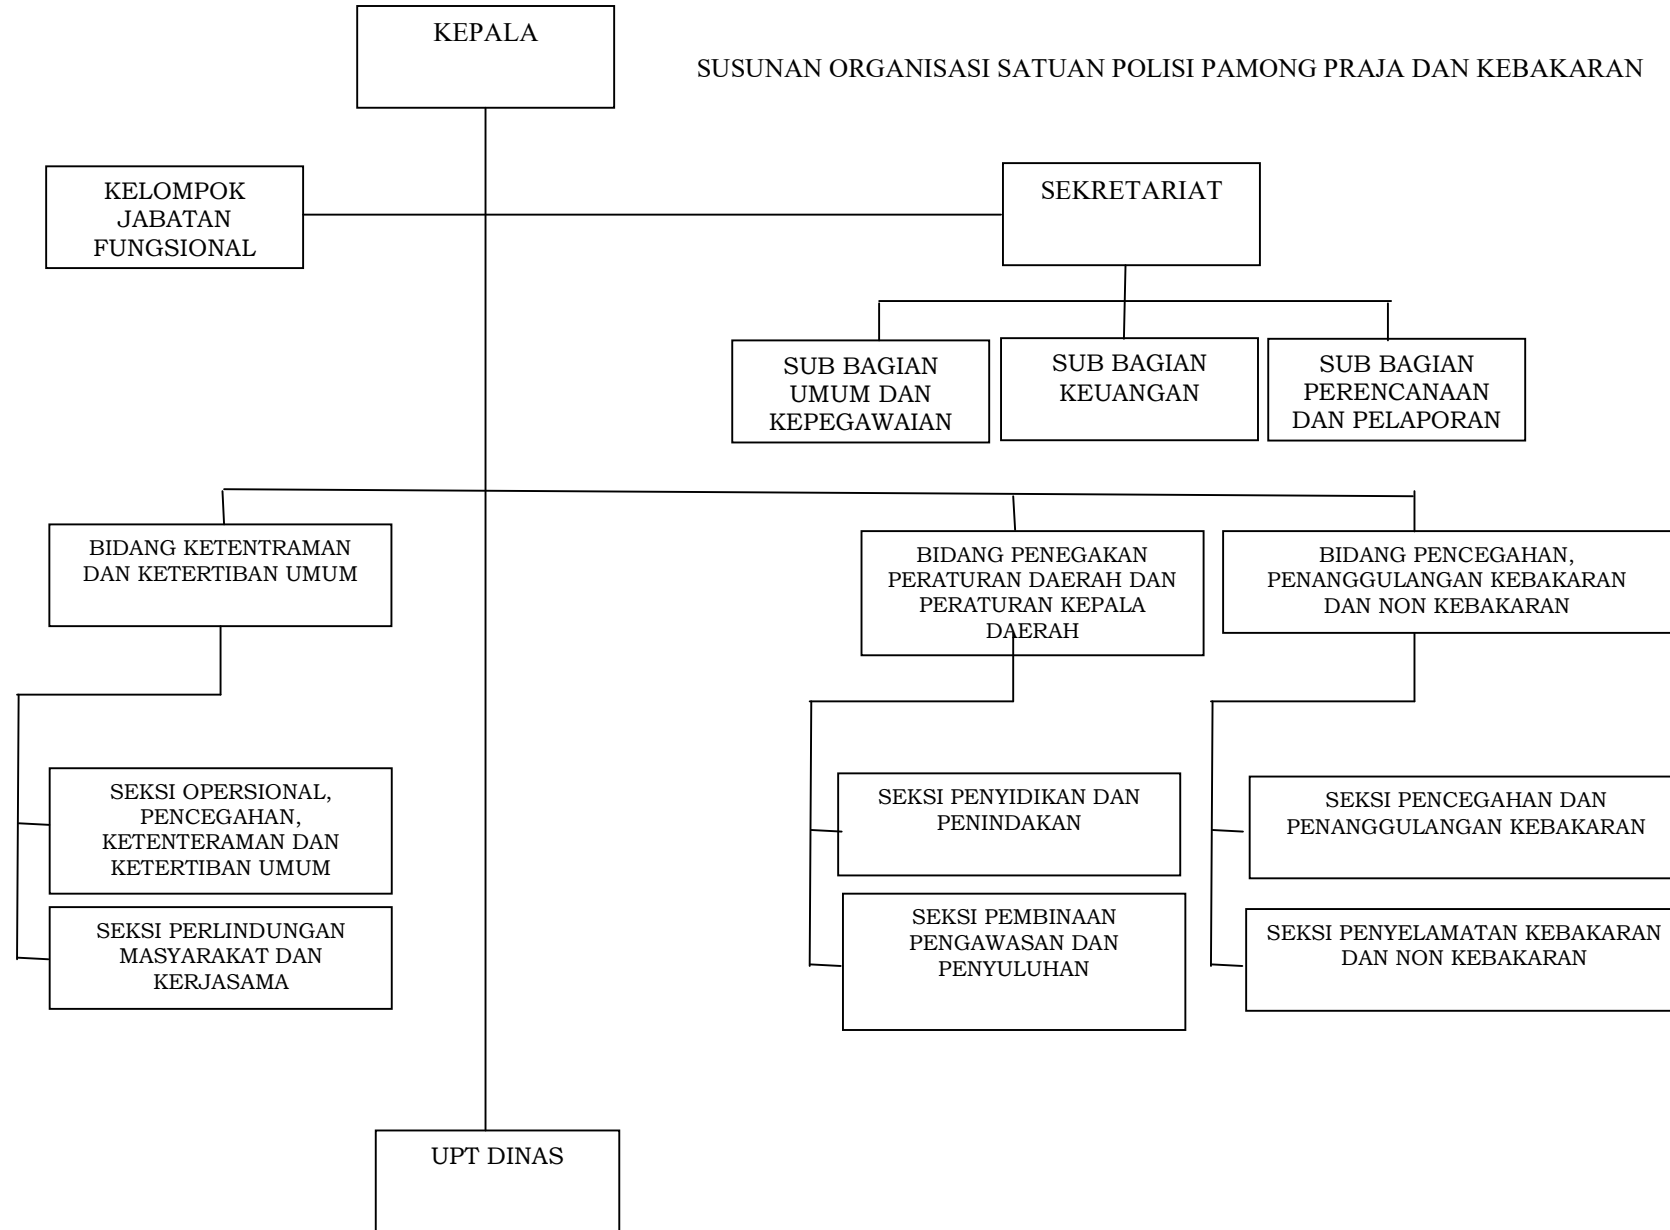 KEPALA
SUSUNAN ORGANISASI SATUAN POLISI PAMONG PRAJA DAN KEBAKARAN
KELOMPOK
JABATAN
FUNGSIONAL
SEKRETARIAT
SUB BAGIAN
UMUM DAN
KEPEGAWAIAN
SUB BAGIAN
KEUANGAN
SUB BAGIAN
PERENCANAAN
DAN PELAPORAN
BIDANG KETENTRAMAN
DAN KETERTIBAN UMUM
BIDANG PENEGAKAN
PERATURAN DAERAH DAN
PERATURAN KEPALA
DAERAH
BIDANG PENCEGAHAN,
PENANGGULANGAN KEBAKARAN
DAN NON KEBAKARAN
SEKSI OPERSIONAL,
PENCEGAHAN,
KETENTERAMAN DAN
KETERTIBAN UMUM
SEKSI PERLINDUNGAN
MASYARAKAT DAN
KERJASAMA
SEKSI PENYIDIKAN DAN
PENINDAKAN
SEKSI PEMBINAAN
PENGAWASAN DAN
PENYULUHAN
SEKSI PENCEGAHAN DAN
PENANGGULANGAN KEBAKARAN
SEKSI PENYELAMATAN KEBAKARAN
DAN NON KEBAKARAN
UPT DINAS